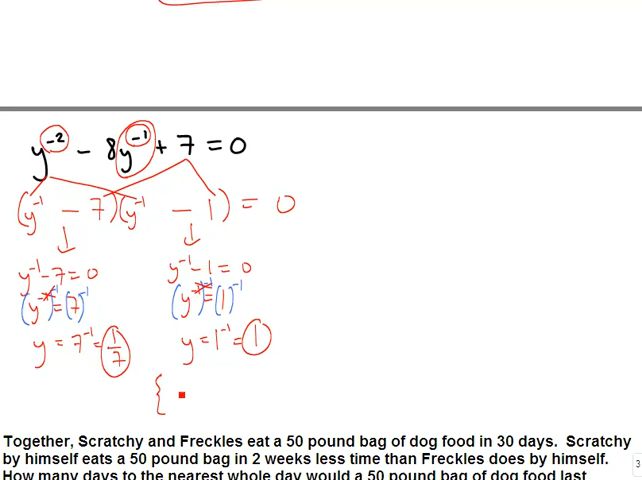 y⁻² - 8y⁻¹ + 7 = 0
(y⁻¹ - 7)(y⁻¹ - 1) = 0
y⁻¹ - 7 = 0 y⁻¹ - 1 = 0
(y⁻¹)⁻¹ = (7)⁻¹ (y⁻¹)⁻¹ = (1)⁻¹
y = 7⁻¹ = 1/7 y = 1⁻¹ = 1
{
Together, Scratchy and Freckles eat a 50 pound bag of dog food in 30 days. Scratchy
by himself eats a 50 pound bag in 2 weeks less time than Freckles does by himself.
How many days to the nearest whole day would a 50 pound bag of dog food last
3